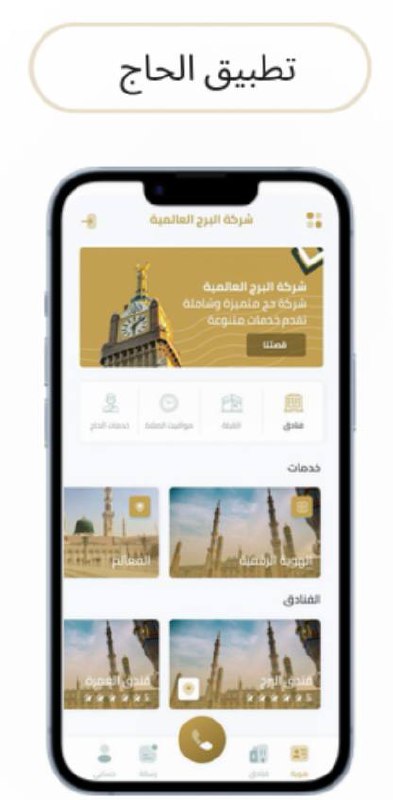 تطبيق الحاج
شركة البرج العالمية
شركة البرج العالمية
شركة حج متميزة وشاملة
تقدم خدمات متنوعة
قصتنا
فنادق
القبلة
مواقيت الصلاة
خدمات الحاج
خدمات
الهوية الرقمية
المعالم
الفنادق
فندق البرج
فندق العمرة
هوية
فنادق
حسابي